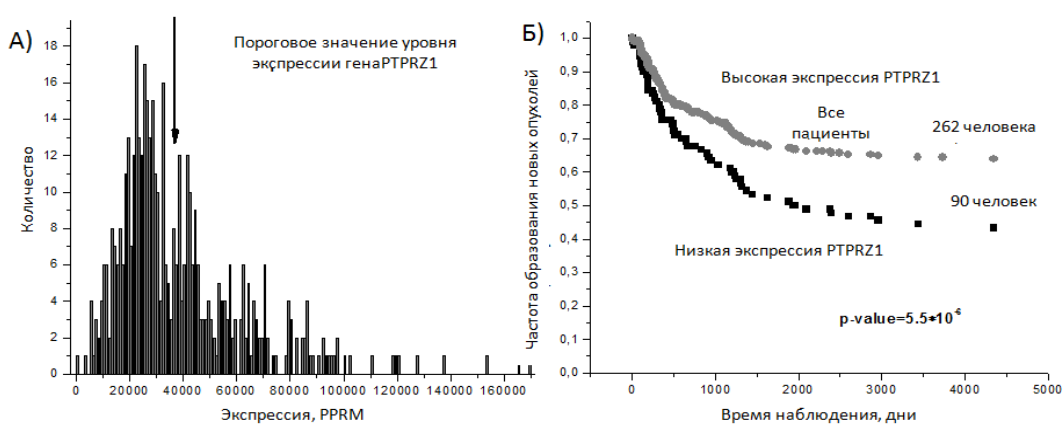 А)
Пороговое значение уровня
экспрессии генаPTPRZ1
Количество
18
16
14
12
10
8
6
4
2
0
0 20000 40000 60000 80000 100000 120000 140000 160000
Экспрессия, PPRM
Б)
Частота образования новых опухолей
1,0
0,9
0,8
0,7
0,6
0,5
0,4
0,3
0,2
0,1
0,0
Высокая экспрессия PTPRZ1
Все
пациенты
262 человека
90 человек
Низкая экспрессия PTPRZ1
p-value=5.5*10-6
0 1000 2000 3000 4000 5000
Время наблюдения, дни